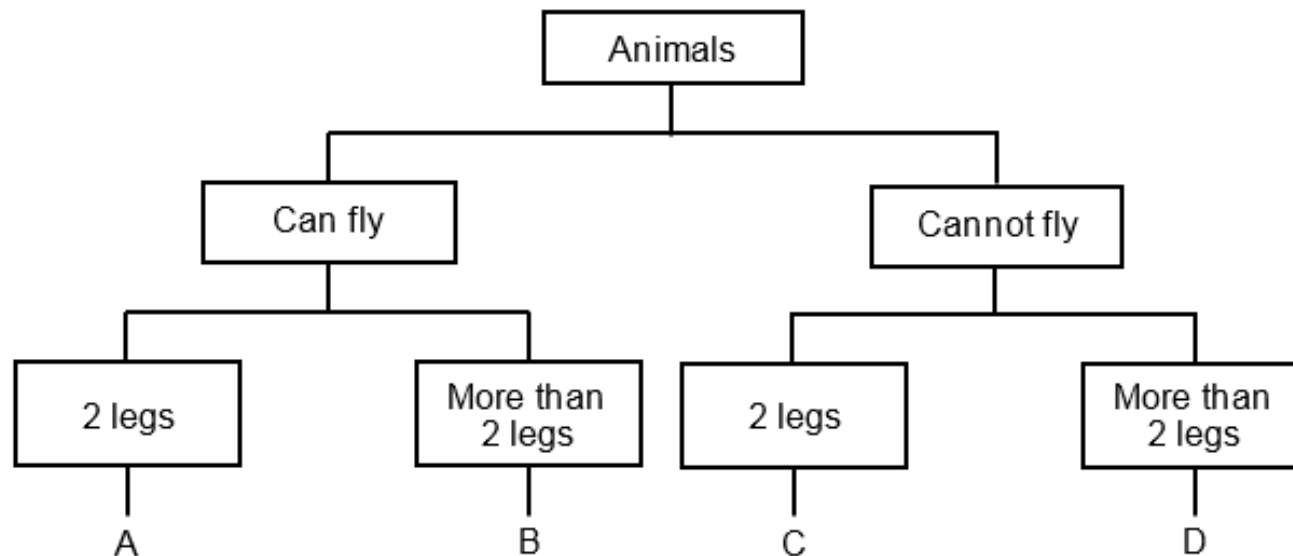 Animals
Can fly
Cannot fly
2 legs
More than
2 legs
2 legs
More than
2 legs
A
B
C
D